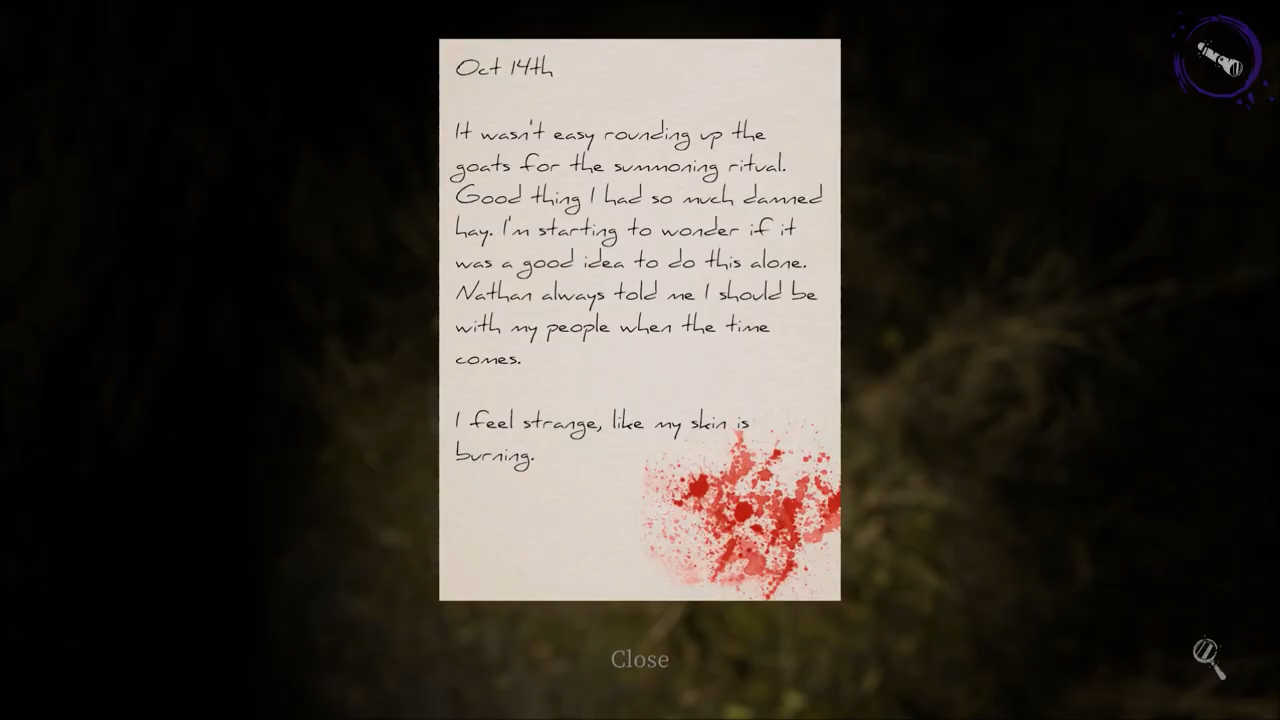 Oct 14th
It wasn't easy rounding up the
goats for the summoning ritual.
Good thing I had so much damned
hay. I'm starting to wonder if it
was a good idea to do this alone.
Nathan always told me I should be
with my people when the time
comes.
I feel strange, like my skin is
burning.
Close